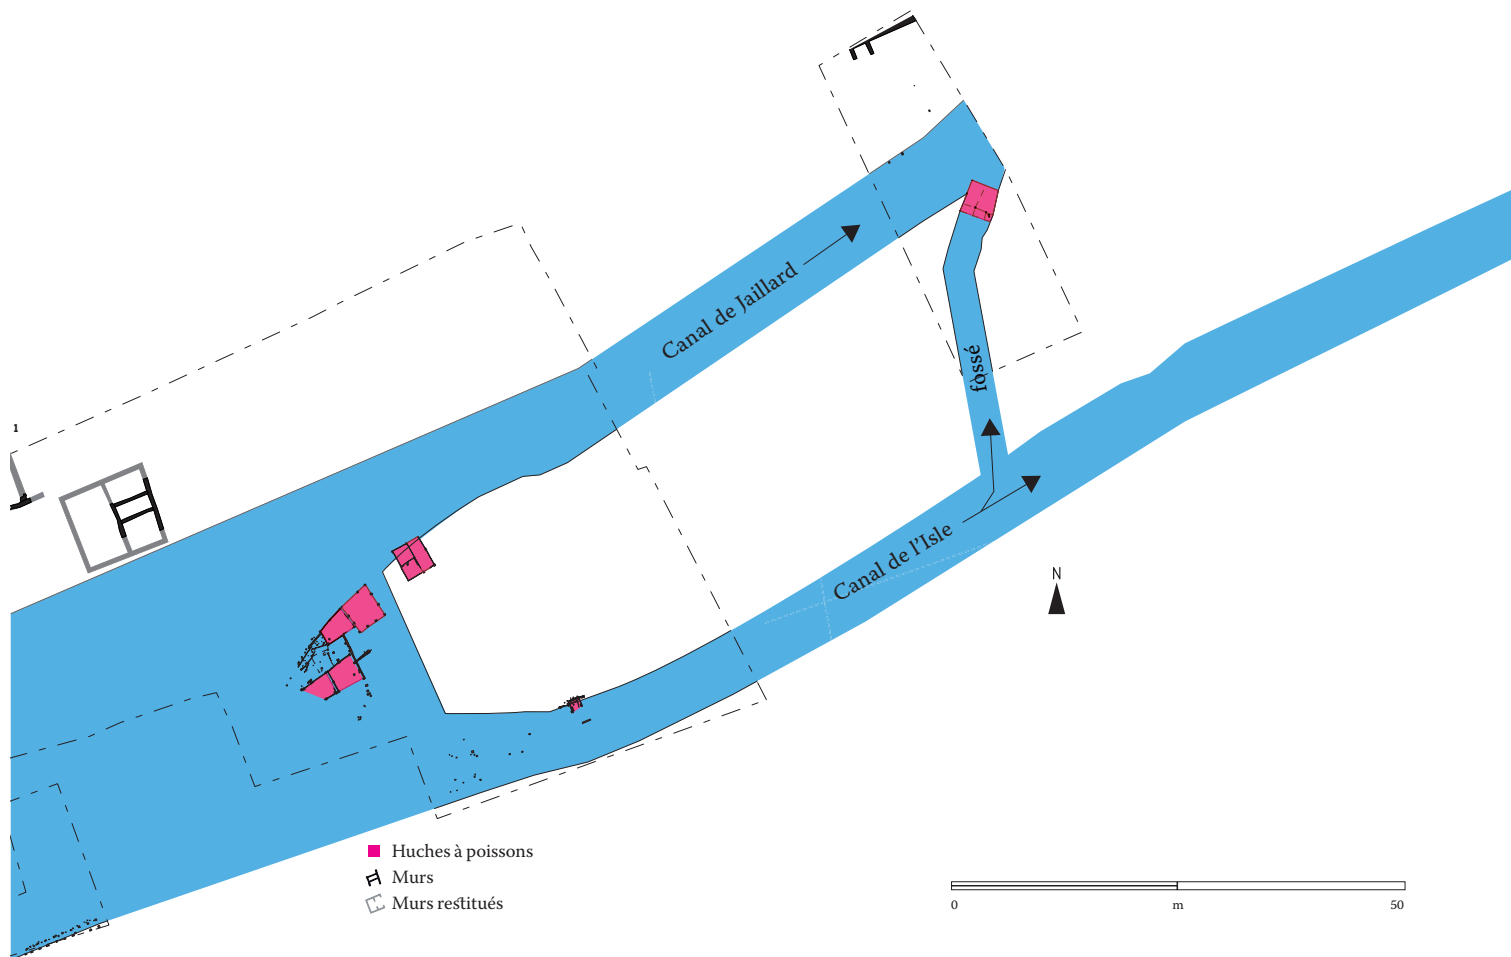 Canal de Jaillard
fossé
1
Canal de l'Isle
N
Huches à poissons
Murs
Murs restitués
0 m 50